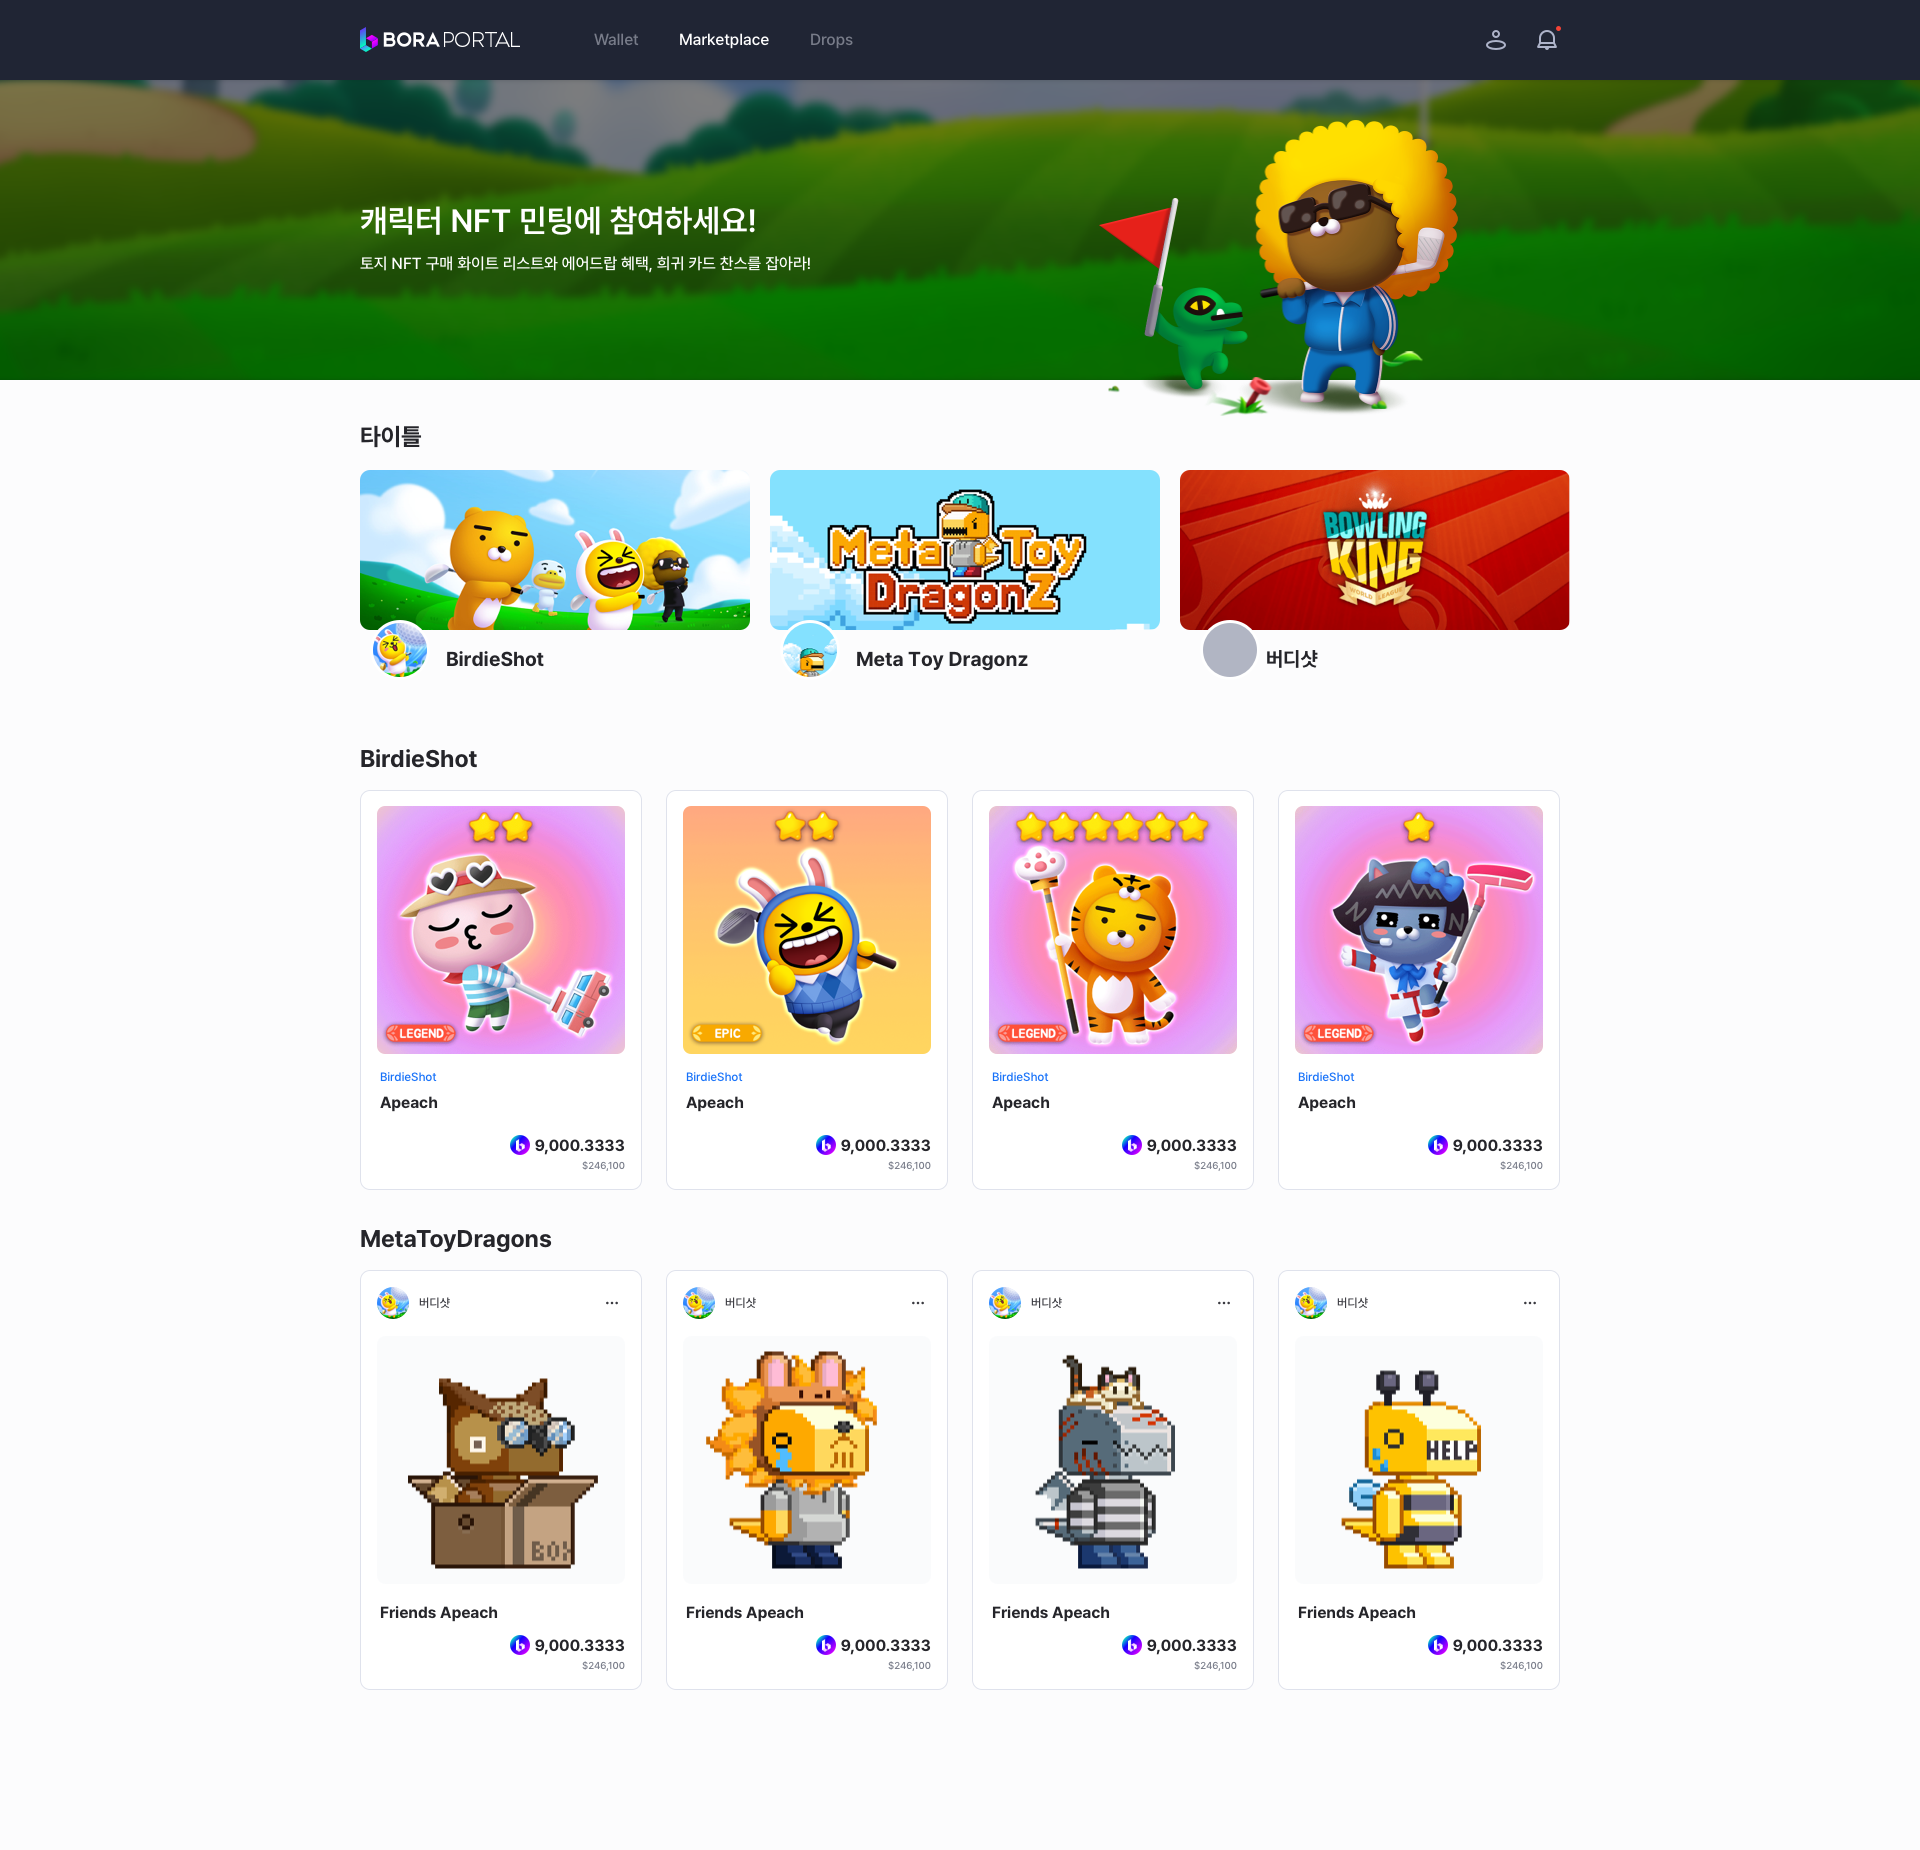 BORA PORTAL
Wallet
Marketplace
Drops
캐릭터 NFT 민팅에 참여하세요!
토지 NFT 구매 화이트 리스트와 에어드랍 혜택, 희귀 카드 찬스를 잡아라!
타이틀
Meta Toy
DragonZ
BOWLING
KING
WORLD LEAGUE
BirdieShot
Meta Toy Dragonz
버디샷
BirdieShot
LEGEND
EPIC
LEGEND
LEGEND
BirdieShot
BirdieShot
BirdieShot
BirdieShot
Apeach
Apeach
Apeach
Apeach
9,000.3333
9,000.3333
9,000.3333
9,000.3333
$246,100
$246,100
$246,100
$246,100
MetaToyDragons
버디샷
버디샷
버디샷
버디샷
HELP
BOX
Friends Apeach
Friends Apeach
Friends Apeach
Friends Apeach
9,000.3333
9,000.3333
9,000.3333
9,000.3333
$246,100
$246,100
$246,100
$246,100